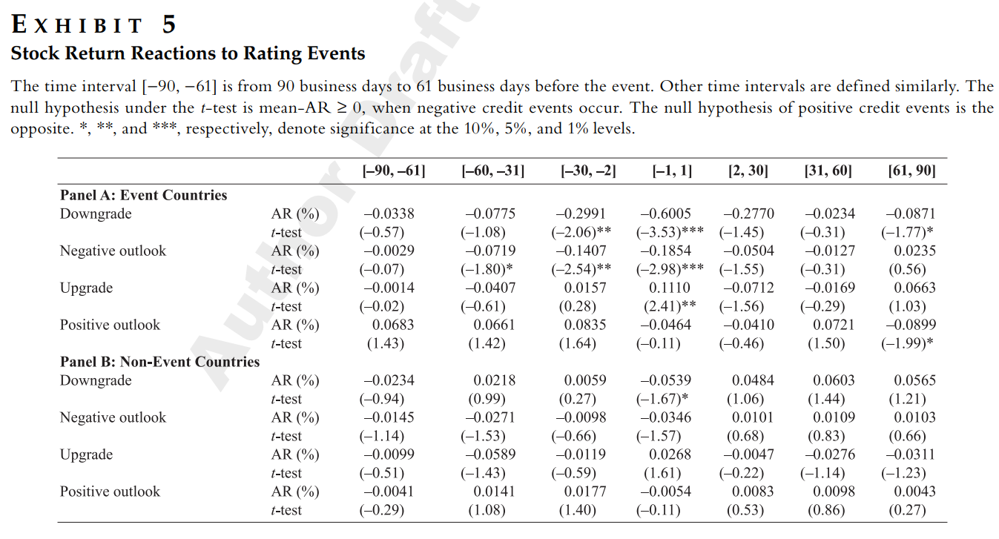 EXHIBIT 5
Stock Return Reactions to Rating Events
The time interval [–90, –61] is from 90 business days to 61 business days before the event. Other time intervals are defined similarly. The
null hypothesis under the t-test is mean-AR ≥ 0, when negative credit events occur. The null hypothesis of positive credit events is the
opposite. *, **, and ***, respectively, denote significance at the 10%, 5%, and 1% levels.
[–90, –61] [–60, –31] [–30, –2] [–1, 1] [2, 30] [31, 60] [61, 90]
Panel A: Event Countries
Downgrade AR (%) –0.0338 –0.0775 –0.2991 –0.6005 –0.2770 –0.0234 –0.0871
t-test (–0.57) (–1.08) (–2.06)** (–3.53)*** (–1.45) (–0.31) (–1.77)*
Negative outlook AR (%) –0.0029 –0.0719 –0.1407 –0.1854 –0.0504 –0.0127 0.0235
t-test (–0.07) (–1.80)* (–2.54)** (–2.98)*** (–1.55) (–0.31) (0.56)
Upgrade AR (%) –0.0014 –0.0407 0.0157 0.1110 –0.0712 –0.0169 0.0663
t-test (–0.02) (–0.61) (0.28) (2.41)** (–1.56) (–0.29) (1.03)
Positive outlook AR (%) 0.0683 0.0661 0.0835 –0.0464 –0.0410 0.0721 –0.0899
t-test (1.43) (1.42) (1.64) (–0.11) (–0.46) (1.50) (–1.99)*
Panel B: Non-Event Countries
Downgrade AR (%) –0.0234 0.0218 0.0059 –0.0539 0.0484 0.0603 0.0565
t-test (–0.94) (0.99) (0.27) (–1.67)* (1.06) (1.44) (1.21)
Negative outlook AR (%) –0.0145 –0.0271 –0.0098 –0.0346 0.0101 0.0109 0.0103
t-test (–1.14) (–1.53) (–0.66) (–1.57) (0.68) (0.83) (0.66)
Upgrade AR (%) –0.0099 –0.0589 –0.0119 0.0268 –0.0047 –0.0276 –0.0311
t-test (–0.51) (–1.43) (–0.59) (1.61) (–0.22) (–1.14) (–1.23)
Positive outlook AR (%) –0.0041 0.0141 0.0177 –0.0054 0.0083 0.0098 0.0043
t-test (–0.29) (1.08) (1.40) (–0.11) (0.53) (0.86) (0.27)
Author Draft